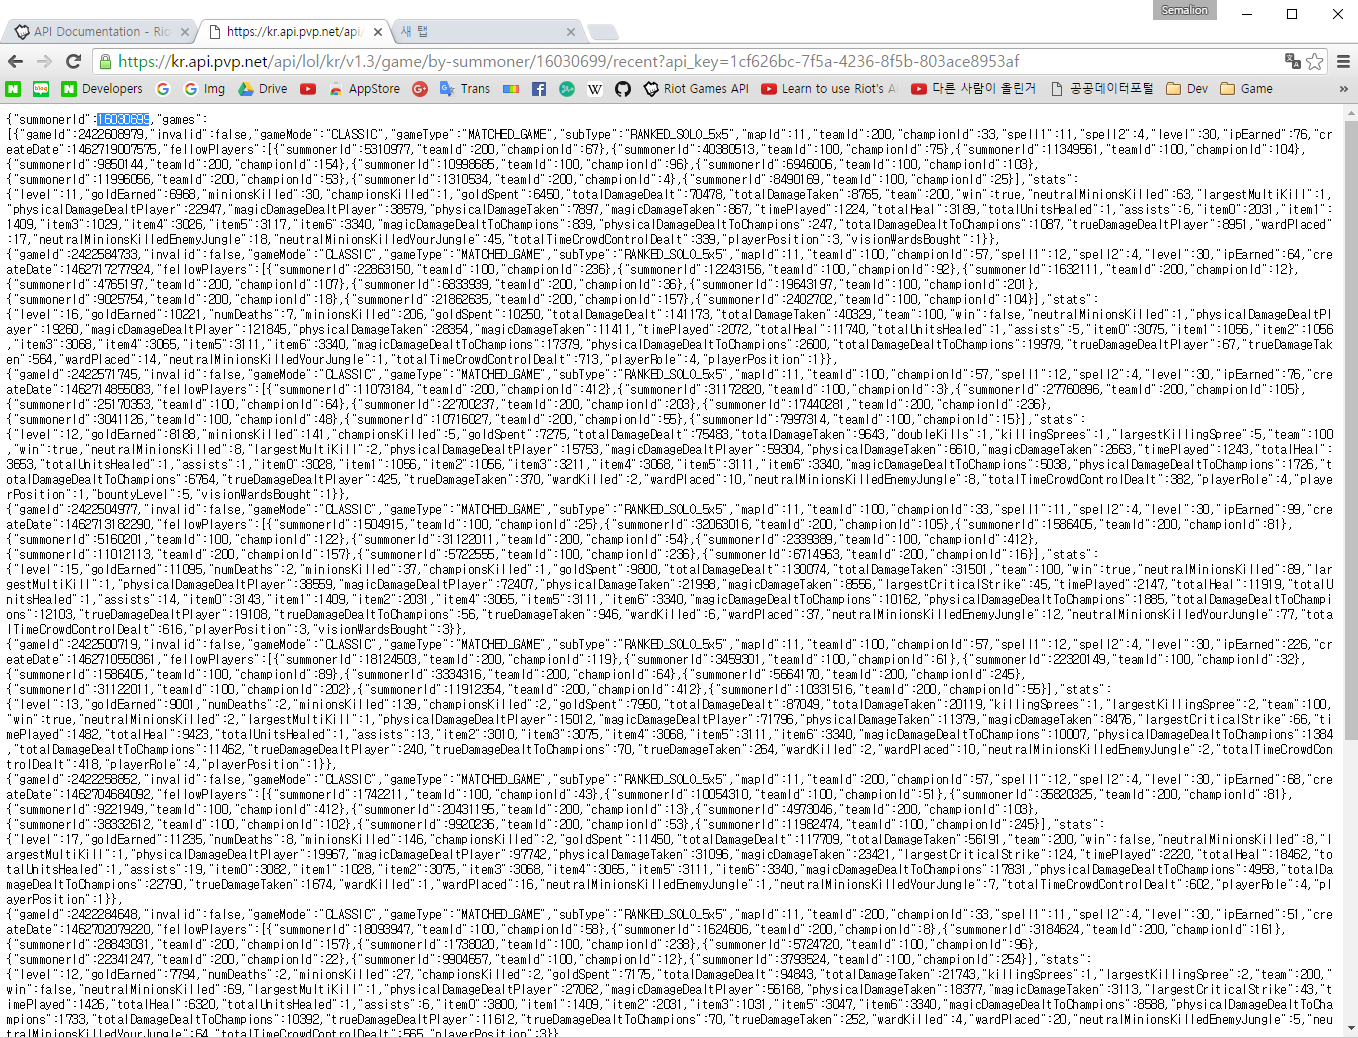 Semalion
API Documentation - Rio
https://kr.api.pvp.net/api/
새 탭
https://kr.api.pvp.net/api/lol/kr/v1.3/game/by-summoner/16030699/recent?api_key=1cf626bc-7f5a-4236-8f5b-803ace8953af
Developers Img Drive AppStore Trans Riot Games API Learn to use Riot's A 다른 사람이 올린거 공공데이터포털 Dev Game »
{"summonerId":16030699,"games":
[{"gameId":2422608979,"invalid":false,"gameMode":"CLASSIC","gameType":"MATCHED_GAME","subType":"RANKED_SOLO_5x5","mapId":11,"teamId":200,"championId":33,"spell1":11,"spell2":4,"level":30,"ipEarned":76,"cr
eateDate":1462719007575,"fellowPlayers":[{"summonerId":5310977,"teamId":200,"championId":67},{"summonerId":40380513,"teamId":100,"championId":75},{"summonerId":11349561,"teamId":100,"championId":104},
{"summonerId":9850144,"teamId":200,"championId":154},{"summonerId":10998685,"teamId":100,"championId":96},{"summonerId":6946006,"teamId":100,"championId":103},
{"summonerId":11996056,"teamId":200,"championId":53},{"summonerId":1310534,"teamId":200,"championId":4},{"summonerId":8490169,"teamId":100,"championId":25}],"stats":
{"level":11,"goldEarned":6968,"minionsKilled":30,"championsKilled":1,"goldSpent":6450,"totalDamageDealt":70478,"totalDamageTaken":8765,"team":200,"win":true,"neutralMinionsKilled":63,"largestMultiKill":1,
"physicalDamageDealtPlayer":22947,"magicDamageDealtPlayer":38579,"physicalDamageTaken":7897,"magicDamageTaken":867,"timePlayed":1224,"totalHeal":3189,"totalUnitsHealed":1,"assists":6,"item0":2031,"item1":
1409,"item3":1029,"item4":3026,"item5":3117,"item6":3340,"magicDamageDealtToChampions":839,"physicalDamageDealtToChampions":247,"totalDamageDealtToChampions":1087,"trueDamageDealtPlayer":8951,"wardPlaced"
:17,"neutralMinionsKilledEnemyJungle":18,"neutralMinionsKilledYourJungle":45,"totalTimeCrowdControlDealt":339,"playerPosition":3,"visionWardsBought":1}},
{"gameId":2422584733,"invalid":false,"gameMode":"CLASSIC","gameType":"MATCHED_GAME","subType":"RANKED_SOLO_5x5","mapId":11,"teamId":100,"championId":57,"spell1":12,"spell2":4,"level":30,"ipEarned":64,"cr
eateDate":1462717277924,"fellowPlayers":[{"summonerId":22863150,"teamId":100,"championId":236},{"summonerId":12243156,"teamId":100,"championId":92},{"summonerId":1632111,"teamId":200,"championId":12},
{"summonerId":4765197,"teamId":200,"championId":107},{"summonerId":6833939,"teamId":200,"championId":36},{"summonerId":19643197,"teamId":100,"championId":201},
{"summonerId":9025754,"teamId":200,"championId":18},{"summonerId":21862635,"teamId":200,"championId":157},{"summonerId":2402702,"teamId":100,"championId":104}],"stats":
{"level":16,"goldEarned":10221,"numDeaths":7,"minionsKilled":206,"goldSpent":10250,"totalDamageDealt":141173,"totalDamageTaken":40329,"team":100,"win":false,"neutralMinionsKilled":1,"physicalDamageDealtPl
ayer":19260,"magicDamageDealtPlayer":121845,"physicalDamageTaken":28354,"magicDamageTaken":11411,"timePlayed":2072,"totalHeal":11740,"totalUnitsHealed":1,"assists":5,"item0":3075,"item1":1056,"item2":1056
,"item3":3068,"item4":3065,"item5":3111,"item6":3340,"magicDamageDealtToChampions":17379,"physicalDamageDealtToChampions":2600,"totalDamageDealtToChampions":19979,"trueDamageDealtPlayer":67,"trueDamageTa
ken":564,"wardPlaced":14,"neutralMinionsKilledYourJungle":1,"totalTimeCrowdControlDealt":713,"playerRole":4,"playerPosition":1}},
{"gameId":2422571745,"invalid":false,"gameMode":"CLASSIC","gameType":"MATCHED_GAME","subType":"RANKED_SOLO_5x5","mapId":11,"teamId":100,"championId":57,"spell1":12,"spell2":4,"level":30,"ipEarned":76,"cr
eateDate":1462714855083,"fellowPlayers":[{"summonerId":11073184,"teamId":200,"championId":412},{"summonerId":31172820,"teamId":100,"championId":3},{"summonerId":27760896,"teamId":200,"championId":105},
{"summonerId":25170353,"teamId":100,"championId":64},{"summonerId":22700237,"teamId":200,"championId":203},{"summonerId":17440281,"teamId":200,"championId":236},
{"summonerId":3041126,"teamId":100,"championId":48},{"summonerId":10716027,"teamId":200,"championId":55},{"summonerId":7997314,"teamId":100,"championId":15}],"stats":
{"level":12,"goldEarned":8188,"minionsKilled":141,"championsKilled":5,"goldSpent":7275,"totalDamageDealt":75483,"totalDamageTaken":9643,"doubleKills":1,"killingSprees":1,"largestKillingSpree":5,"team":100
,"win":true,"neutralMinionsKilled":8,"largestMultiKill":2,"physicalDamageDealtPlayer":15753,"magicDamageDealtPlayer":59304,"physicalDamageTaken":6610,"magicDamageTaken":2663,"timePlayed":1243,"totalHeal":
3653,"totalUnitsHealed":1,"assists":1,"item0":3028,"item1":1056,"item2":1056,"item3":3211,"item4":3068,"item5":3111,"item6":3340,"magicDamageDealtToChampions":5038,"physicalDamageDealtToChampions":1726,"
totalDamageDealtToChampions":6764,"trueDamageDealtPlayer":425,"trueDamageTaken":370,"wardKilled":2,"wardPlaced":10,"neutralMinionsKilledEnemyJungle":8,"totalTimeCrowdControlDealt":382,"playerRole":4,"playe
rPosition":1,"bountyLevel":5,"visionWardsBought":1}},
{"gameId":2422504977,"invalid":false,"gameMode":"CLASSIC","gameType":"MATCHED_GAME","subType":"RANKED_SOLO_5x5","mapId":11,"teamId":100,"championId":33,"spell1":11,"spell2":4,"level":30,"ipEarned":99,"cr
eateDate":1462713182290,"fellowPlayers":[{"summonerId":1504915,"teamId":100,"championId":25},{"summonerId":32063016,"teamId":200,"championId":105},{"summonerId":1586405,"teamId":200,"championId":81},
{"summonerId":5160201,"teamId":100,"championId":122},{"summonerId":31122011,"teamId":200,"championId":54},{"summonerId":2339389,"teamId":100,"championId":412},
{"summonerId":11012113,"teamId":200,"championId":157},{"summonerId":5722555,"teamId":100,"championId":236},{"summonerId":6714963,"teamId":200,"championId":16}],"stats":
{"level":15,"goldEarned":11095,"numDeaths":2,"minionsKilled":37,"championsKilled":1,"goldSpent":9800,"totalDamageDealt":130074,"totalDamageTaken":31501,"team":100,"win":true,"neutralMinionsKilled":89,"lar
gestMultiKill":1,"physicalDamageDealtPlayer":38559,"magicDamageDealtPlayer":72407,"physicalDamageTaken":21998,"magicDamageTaken":8556,"largestCriticalStrike":45,"timePlayed":2147,"totalHeal":11919,"totalU
nitsHealed":1,"assists":14,"item0":3143,"item1":1409,"item2":2031,"item4":3065,"item5":3111,"item6":3340,"magicDamageDealtToChampions":10162,"physicalDamageDealtToChampions":1885,"totalDamageDealtToChampi
ons":12103,"trueDamageDealtPlayer":19108,"trueDamageDealtToChampions":56,"trueDamageTaken":946,"wardKilled":6,"wardPlaced":37,"neutralMinionsKilledEnemyJungle":12,"neutralMinionsKilledYourJungle":77,"tota
lTimeCrowdControlDealt":616,"playerPosition":3,"visionWardsBought":3}},
{"gameId":2422500719,"invalid":false,"gameMode":"CLASSIC","gameType":"MATCHED_GAME","subType":"RANKED_SOLO_5x5","mapId":11,"teamId":100,"championId":57,"spell1":12,"spell2":4,"level":30,"ipEarned":226,"cr
eateDate":1462710550361,"fellowPlayers":[{"summonerId":18124503,"teamId":200,"championId":119},{"summonerId":3459301,"teamId":100,"championId":61},{"summonerId":22320149,"teamId":100,"championId":32},
{"summonerId":1586405,"teamId":100,"championId":89},{"summonerId":3334316,"teamId":200,"championId":64},{"summonerId":5664170,"teamId":200,"championId":245},
{"summonerId":31122011,"teamId":100,"championId":202},{"summonerId":11912354,"teamId":200,"championId":412},{"summonerId":10331516,"teamId":200,"championId":55}],"stats":
{"level":13,"goldEarned":9001,"numDeaths":2,"minionsKilled":139,"championsKilled":2,"goldSpent":7950,"totalDamageDealt":87049,"totalDamageTaken":20119,"killingSprees":1,"largestKillingSpree":2,"team":100,
"win":true,"neutralMinionsKilled":2,"largestMultiKill":1,"physicalDamageDealtPlayer":15012,"magicDamageDealtPlayer":71796,"physicalDamageTaken":11379,"magicDamageTaken":8476,"largestCriticalStrike":66,"ti
mePlayed":1482,"totalHeal":9423,"totalUnitsHealed":1,"assists":13,"item2":3010,"item3":3075,"item4":3068,"item5":3111,"item6":3340,"magicDamageDealtToChampions":10007,"physicalDamageDealtToChampions":1384
,"totalDamageDealtToChampions":11462,"trueDamageDealtPlayer":240,"trueDamageDealtToChampions":70,"trueDamageTaken":264,"wardKilled":2,"wardPlaced":10,"neutralMinionsKilledEnemyJungle":2,"totalTimeCrowdCo
ntrolDealt":418,"playerRole":4,"playerPosition":1}},
{"gameId":2422258852,"invalid":false,"gameMode":"CLASSIC","gameType":"MATCHED_GAME","subType":"RANKED_SOLO_5x5","mapId":11,"teamId":200,"championId":57,"spell1":12,"spell2":4,"level":30,"ipEarned":68,"cr
eateDate":1462704684092,"fellowPlayers":[{"summonerId":1742211,"teamId":100,"championId":43},{"summonerId":10054310,"teamId":100,"championId":51},{"summonerId":35820325,"teamId":200,"championId":81},
{"summonerId":9221949,"teamId":100,"championId":412},{"summonerId":20431195,"teamId":200,"championId":13},{"summonerId":4973046,"teamId":200,"championId":103},
{"summonerId":38332612,"teamId":100,"championId":102},{"summonerId":9920236,"teamId":200,"championId":53},{"summonerId":11982474,"teamId":100,"championId":245}],"stats":
{"level":17,"goldEarned":11235,"numDeaths":8,"minionsKilled":146,"championsKilled":2,"goldSpent":11450,"totalDamageDealt":117709,"totalDamageTaken":56191,"team":200,"win":false,"neutralMinionsKilled":8,"l
argestMultiKill":1,"physicalDamageDealtPlayer":19967,"magicDamageDealtPlayer":97742,"physicalDamageTaken":31096,"magicDamageTaken":23421,"largestCriticalStrike":124,"timePlayed":2220,"totalHeal":18462,"to
talUnitsHealed":1,"assists":19,"item0":3082,"item1":1028,"item2":3075,"item3":3068,"item4":3065,"item5":3111,"item6":3340,"magicDamageDealtToChampions":17831,"physicalDamageDealtToChampions":4958,"totalDa
mageDealtToChampions":22790,"trueDamageTaken":1674,"wardKilled":1,"wardPlaced":16,"neutralMinionsKilledEnemyJungle":1,"neutralMinionsKilledYourJungle":7,"totalTimeCrowdControlDealt":602,"playerRole":4,"pl
ayerPosition":1}},
{"gameId":2422284648,"invalid":false,"gameMode":"CLASSIC","gameType":"MATCHED_GAME","subType":"RANKED_SOLO_5x5","mapId":11,"teamId":200,"championId":33,"spell1":11,"spell2":4,"level":30,"ipEarned":51,"cr
eateDate":1462702079220,"fellowPlayers":[{"summonerId":18093947,"teamId":100,"championId":58},{"summonerId":1624606,"teamId":200,"championId":8},{"summonerId":3184624,"teamId":200,"championId":161},
{"summonerId":28843031,"teamId":200,"championId":157},{"summonerId":1738020,"teamId":100,"championId":238},{"summonerId":5724720,"teamId":100,"championId":96},
{"summonerId":22341247,"teamId":200,"championId":22},{"summonerId":9904657,"teamId":100,"championId":12},{"summonerId":3793524,"teamId":100,"championId":254}],"stats":
{"level":12,"goldEarned":7794,"numDeaths":2,"minionsKilled":27,"championsKilled":2,"goldSpent":7175,"totalDamageDealt":94843,"totalDamageTaken":21743,"killingSprees":1,"largestKillingSpree":2,"team":200,"
win":false,"neutralMinionsKilled":69,"largestMultiKill":1,"physicalDamageDealtPlayer":27062,"magicDamageDealtPlayer":56168,"physicalDamageTaken":18377,"magicDamageTaken":3113,"largestCriticalStrike":43,"t
imePlayed":1426,"totalHeal":6320,"totalUnitsHealed":1,"assists":6,"item0":3800,"item1":1409,"item2":2031,"item3":1031,"item5":3047,"item6":3340,"magicDamageDealtToChampions":8588,"physicalDamageDealtToCha
mpions":1733,"totalDamageDealtToChampions":10392,"trueDamageDealtPlayer":11612,"trueDamageDealtToChampions":70,"trueDamageTaken":252,"wardKilled":4,"wardPlaced":20,"neutralMinionsKilledEnemyJungle":5,"neu
tralMinionsKilledYourJungle":64,"totalTimeCrowdControlDealt":565,"playerPosition":3}}